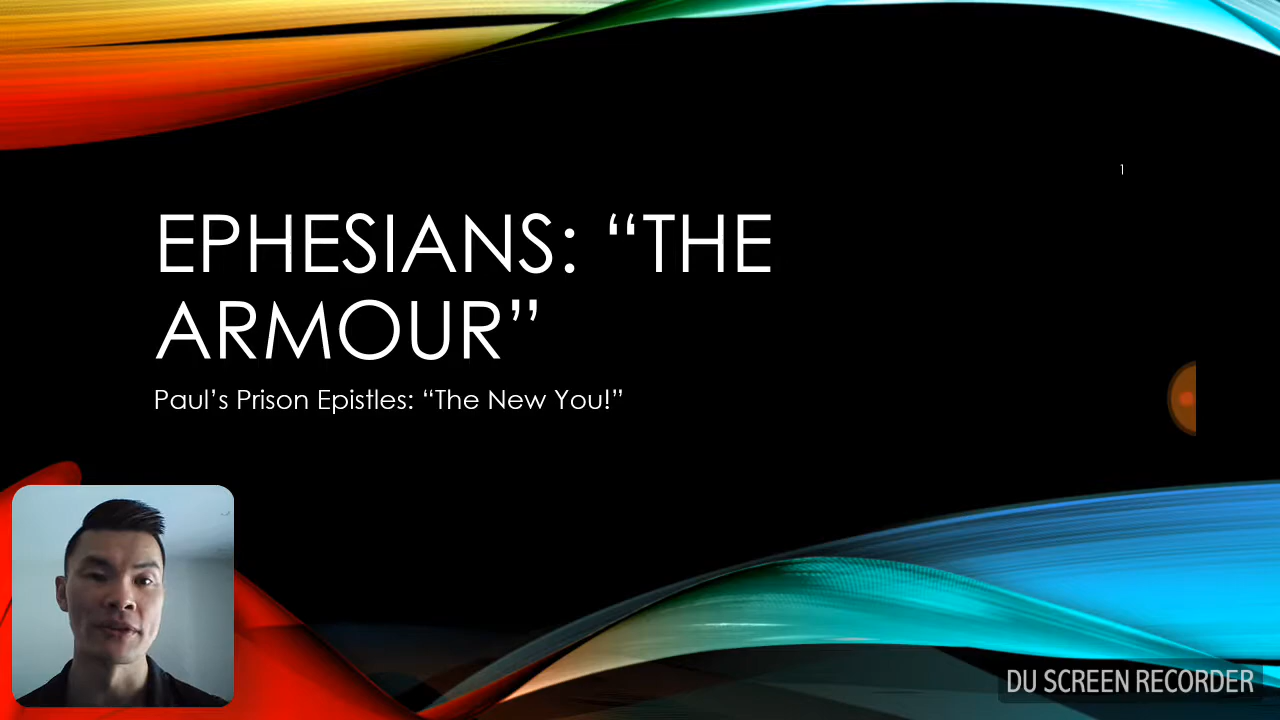 1
EPHESIANS: “THE
ARMOUR”
Paul’s Prison Epistles: “The New You!”
DU SCREEN RECORDER